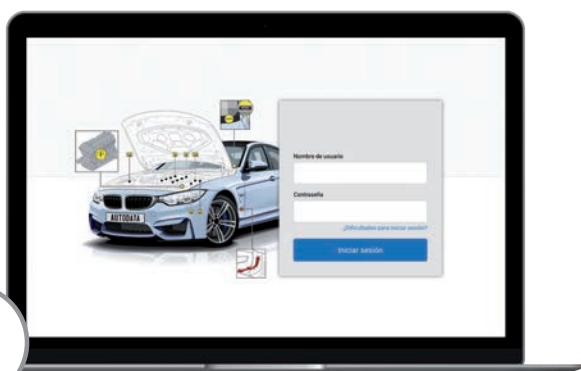 AUTODATA
Nombre de usuario
Contraseña
¿Dificultades para iniciar sesión?
Iniciar sesión